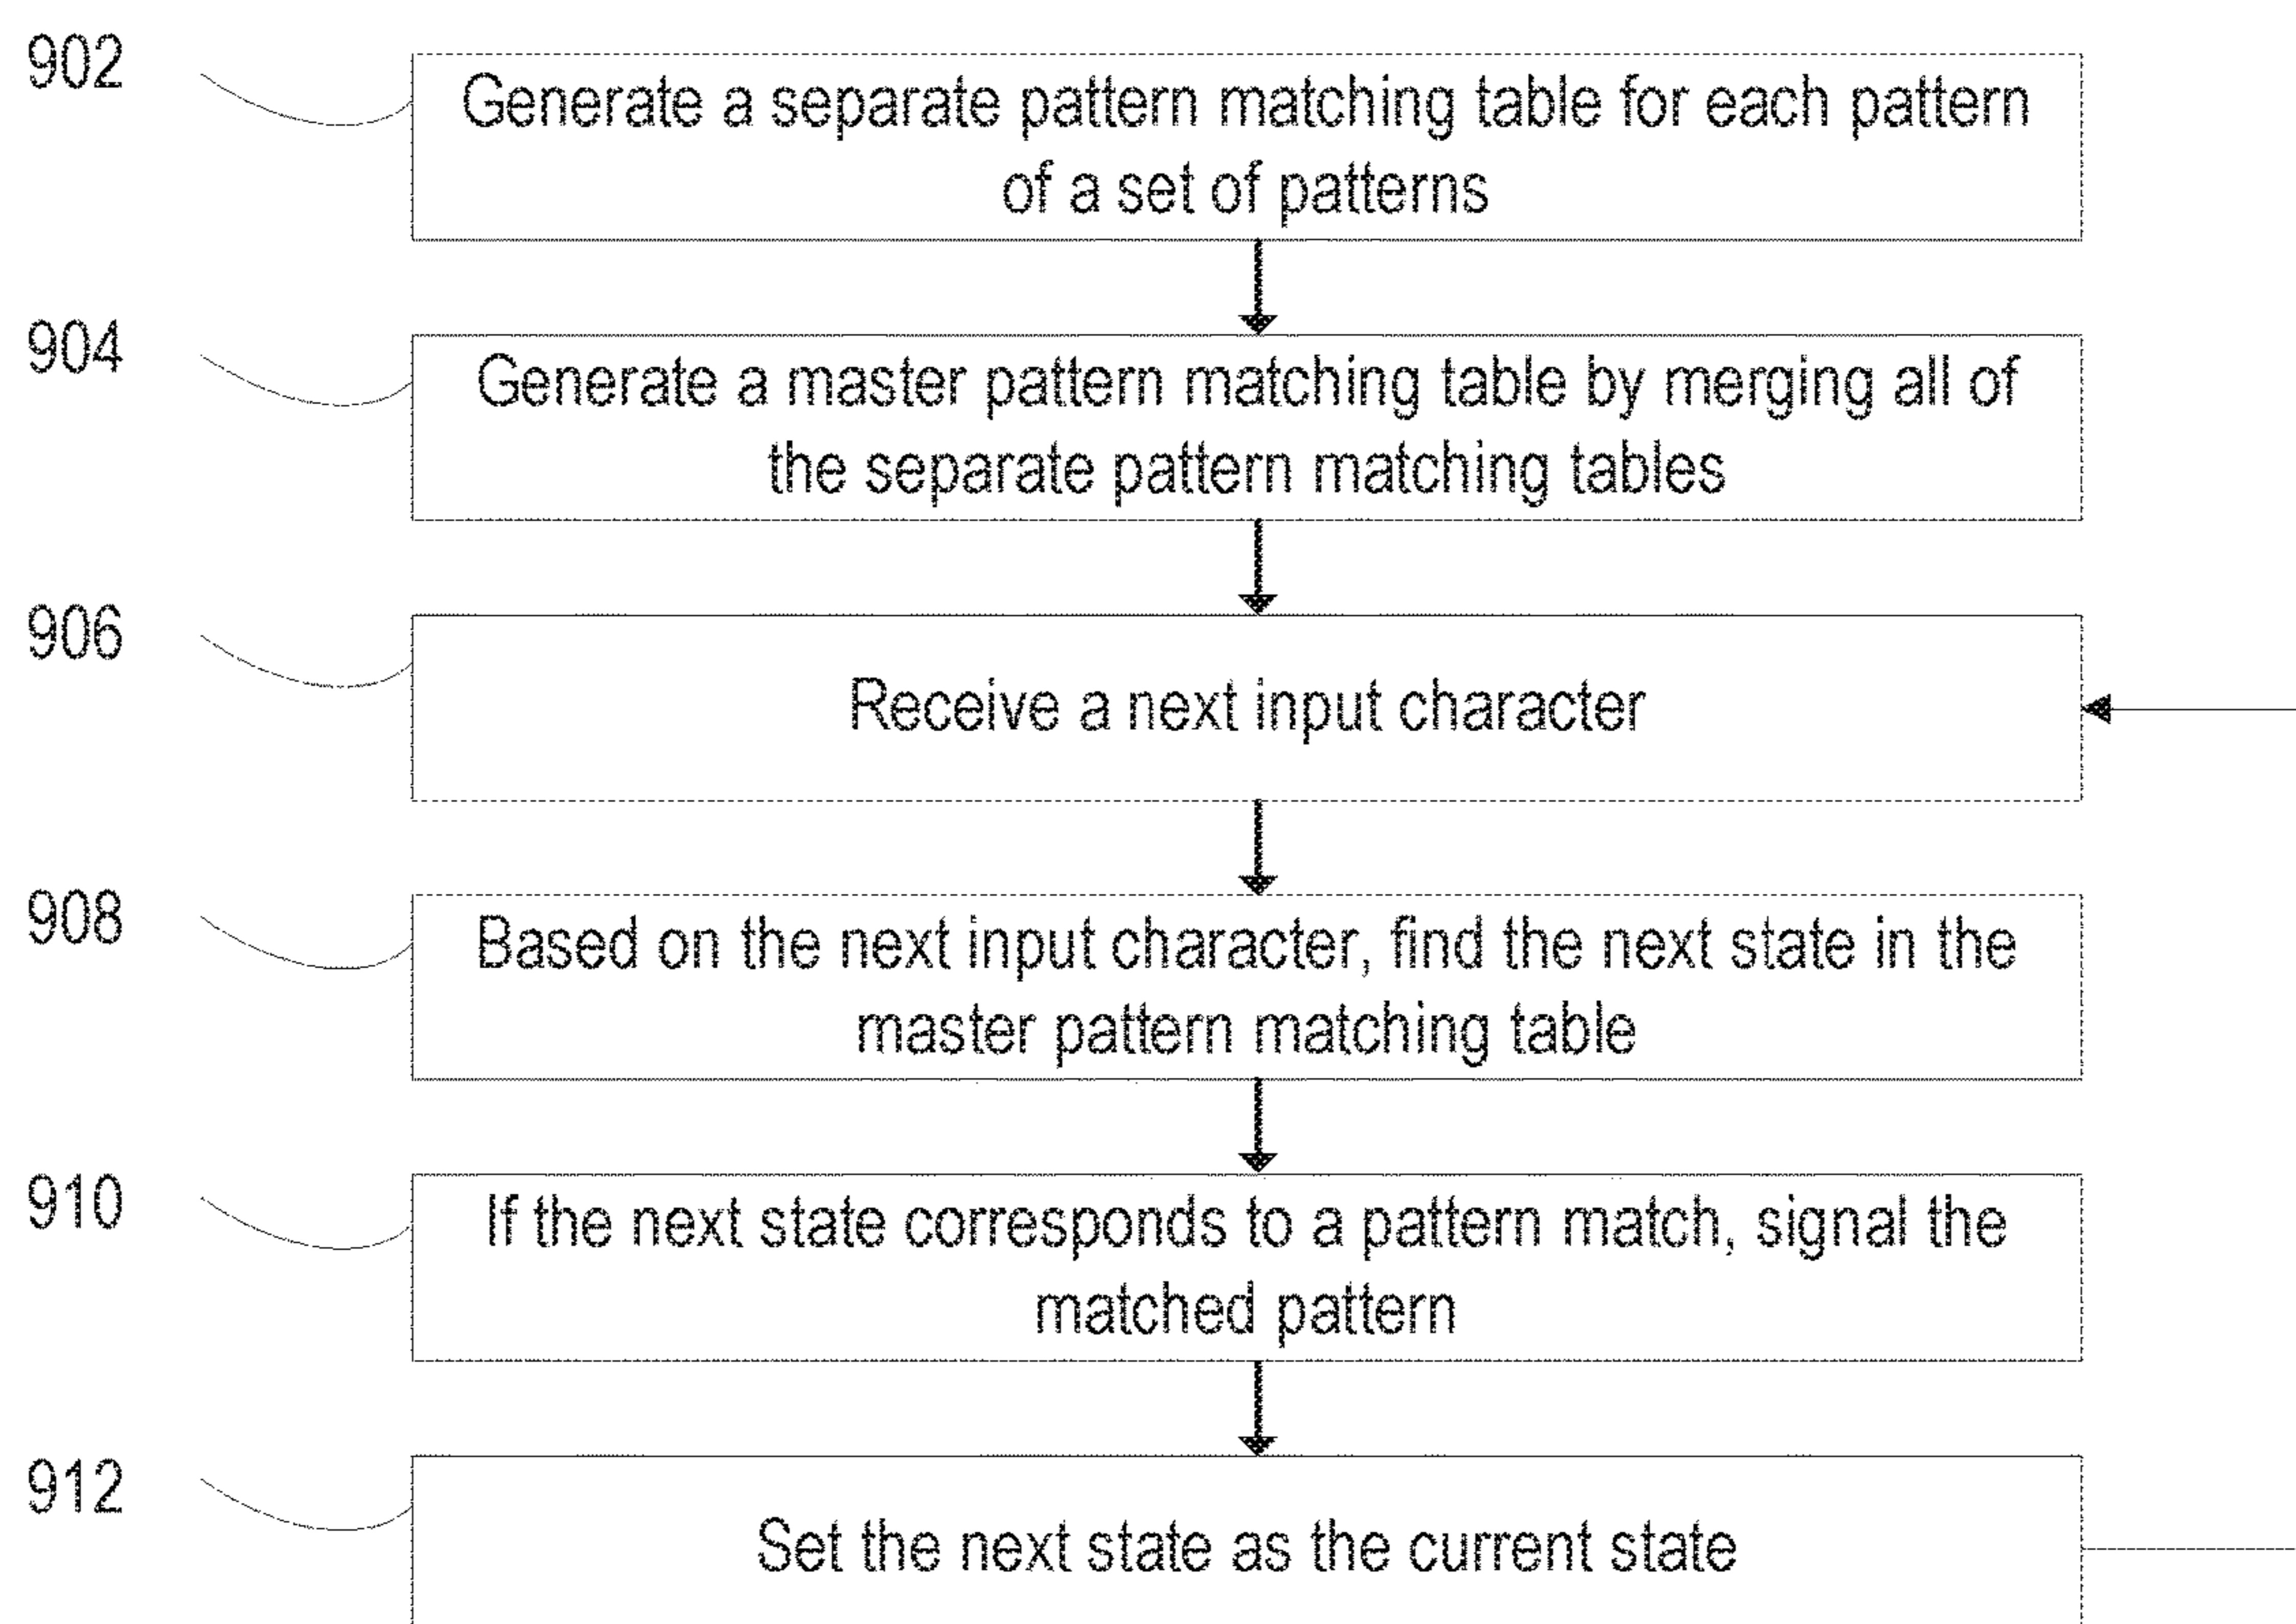 902
Generate a separate pattern matching table for each pattern
of a set of patterns
904
Generate a master pattern matching table by merging all of
the separate pattern matching tables
906
Receive a next input character
908
Based on the next input character, find the next state in the
master pattern matching table
910
If the next state corresponds to a pattern match, signal the
matched pattern
912
Set the next state as the current state